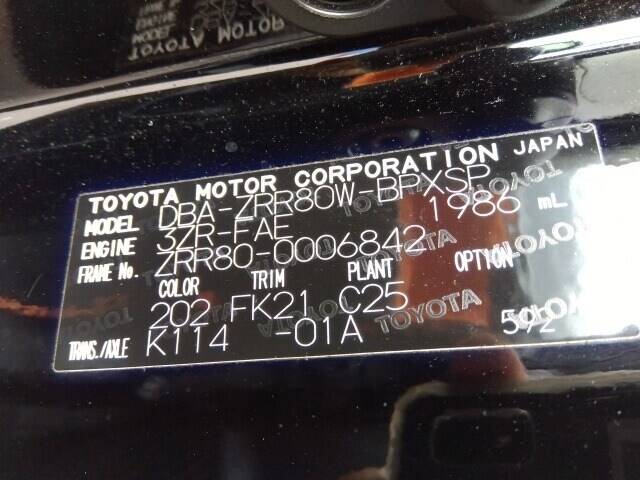 TOYOTA MOTOR CORPORATION JAPAN
MODEL DBA-ZRR80W-BPXSP
ENGINE 3ZR-FAE 1986 mL
FRAME No. ZRR80-0006842
COLOR TRIM PLANT OPTION
202 FK21 C25
TRANS./AXLE K114 -01A 592